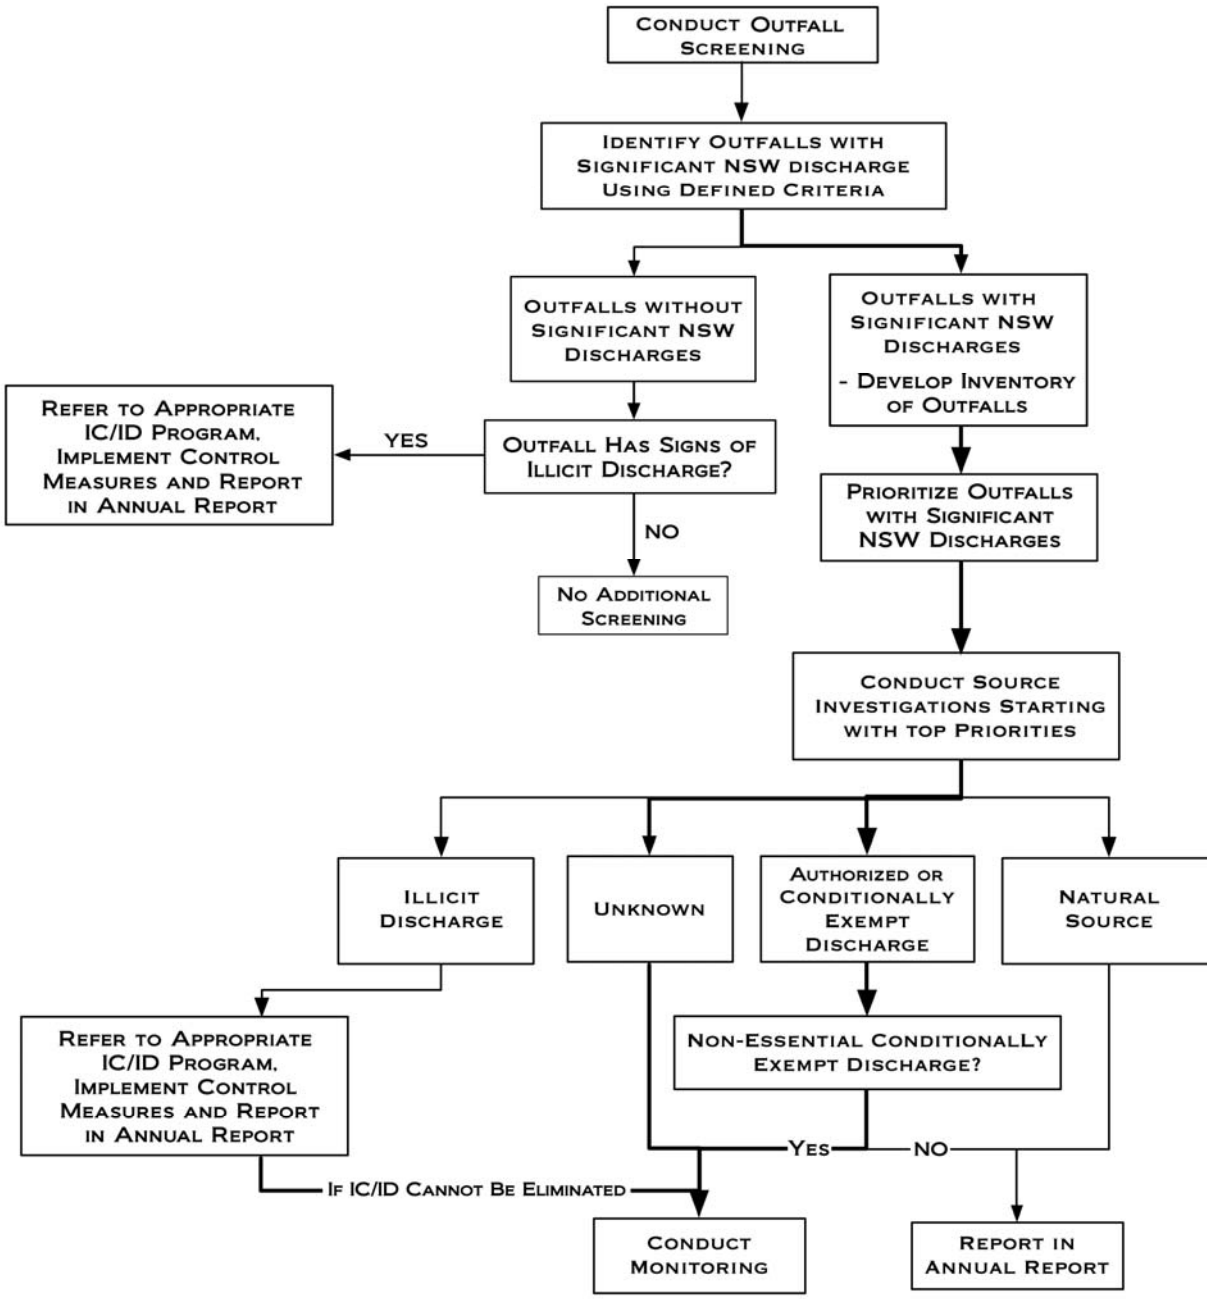 CONDUCT OUTFALL
SCREENING
IDENTIFY OUTFALLS WITH
SIGNIFICANT NSW DISCHARGE
USING DEFINED CRITERIA
OUTFALLS WITHOUT
SIGNIFICANT NSW
DISCHARGES
OUTFALLS WITH
SIGNIFICANT NSW
DISCHARGES
- DEVELOP INVENTORY
OF OUTFALLS
REFER TO APPROPRIATE
IC/ID PROGRAM,
IMPLEMENT CONTROL
MEASURES AND REPORT
IN ANNUAL REPORT
YES
OUTFALL HAS SIGNS OF
ILLICIT DISCHARGE?
PRIORITIZE OUTFALLS
WITH SIGNIFICANT
NSW DISCHARGES
NO
NO ADDITIONAL
SCREENING
CONDUCT SOURCE
INVESTIGATIONS STARTING
WITH TOP PRIORITIES
ILLICIT
DISCHARGE
UNKNOWN
AUTHORIZED OR
CONDITIONALLY
EXEMPT
DISCHARGE
NATURAL
SOURCE
REFER TO APPROPRIATE
IC/ID PROGRAM,
IMPLEMENT CONTROL
MEASURES AND REPORT
IN ANNUAL REPORT
NON-ESSENTIAL CONDITIONALLY
EXEMPT DISCHARGE?
YES
NO
IF IC/ID CANNOT BE ELIMINATED
CONDUCT
MONITORING
REPORT IN
ANNUAL REPORT